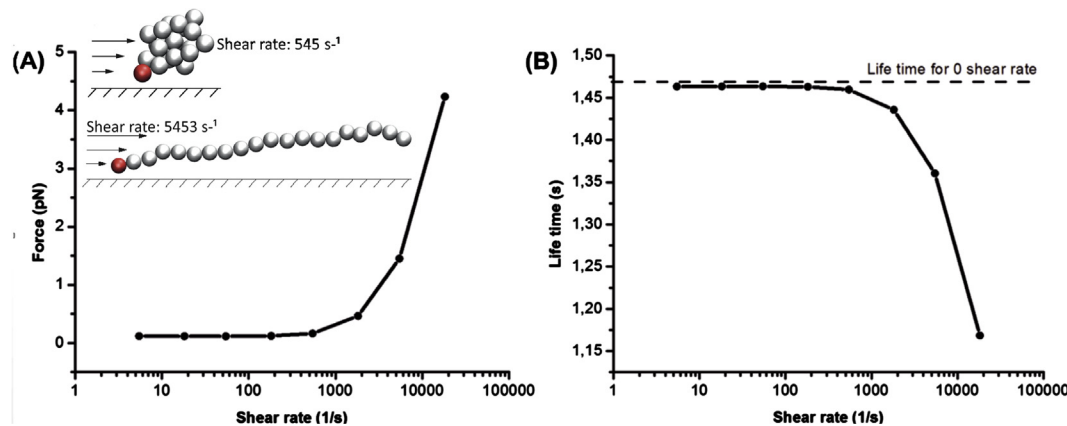 (A)
Shear rate: 545 s-1
Shear rate: 5453 s-1
5
4
3
2
1
0
Force (pN)
1
10
100
1000
10000
100000
Shear rate (1/s)
(B)
Life time for 0 shear rate
1,50
1,45
1,40
1,35
1,30
1,25
1,20
1,15
Life time (s)
1
10
100
1000
10000
100000
Shear rate (1/s)